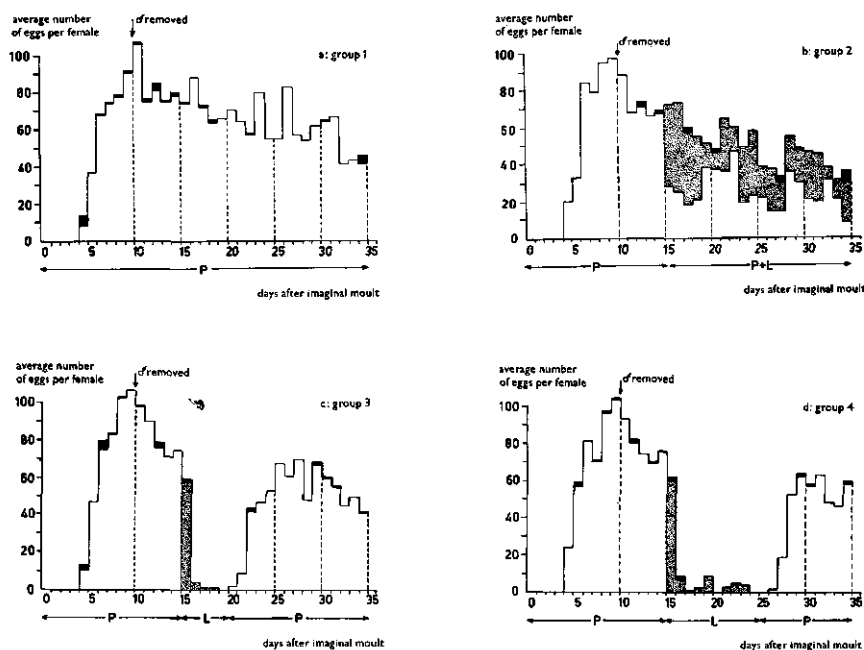 average number
of eggs per female
♂ removed
a: group 1
100
80
60
40
20
0
0 5 10 15 20 25 30 35
P
days after imaginal moult
average number
of eggs per female
♂ removed
b: group 2
100
80
60
40
20
0
0 5 10 15 20 25 30 35
P P+L
days after imaginal moult
average number
of eggs per female
♂ removed
c: group 3
100
80
60
40
20
0
0 5 10 15 20 25 30 35
P L P
days after imaginal moult
average number
of eggs per female
♂ removed
d: group 4
100
80
60
40
20
0
0 5 10 15 20 25 30 35
P L P
days after imaginal moult